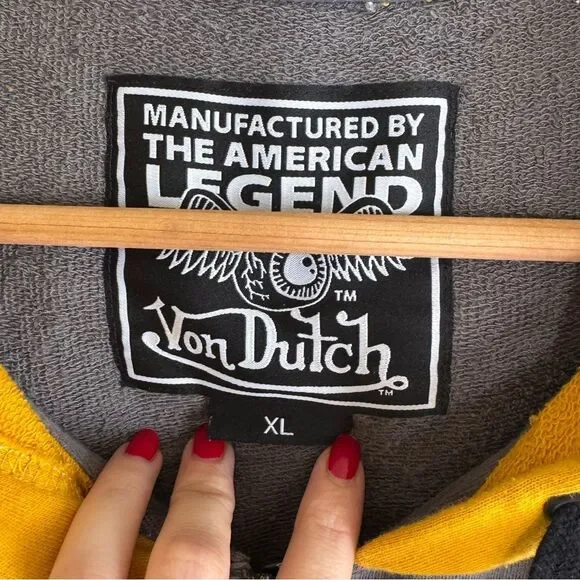 MANUFACTURED BY
THE AMERICAN
LEGEND
TM
Von Dutch
TM
XL